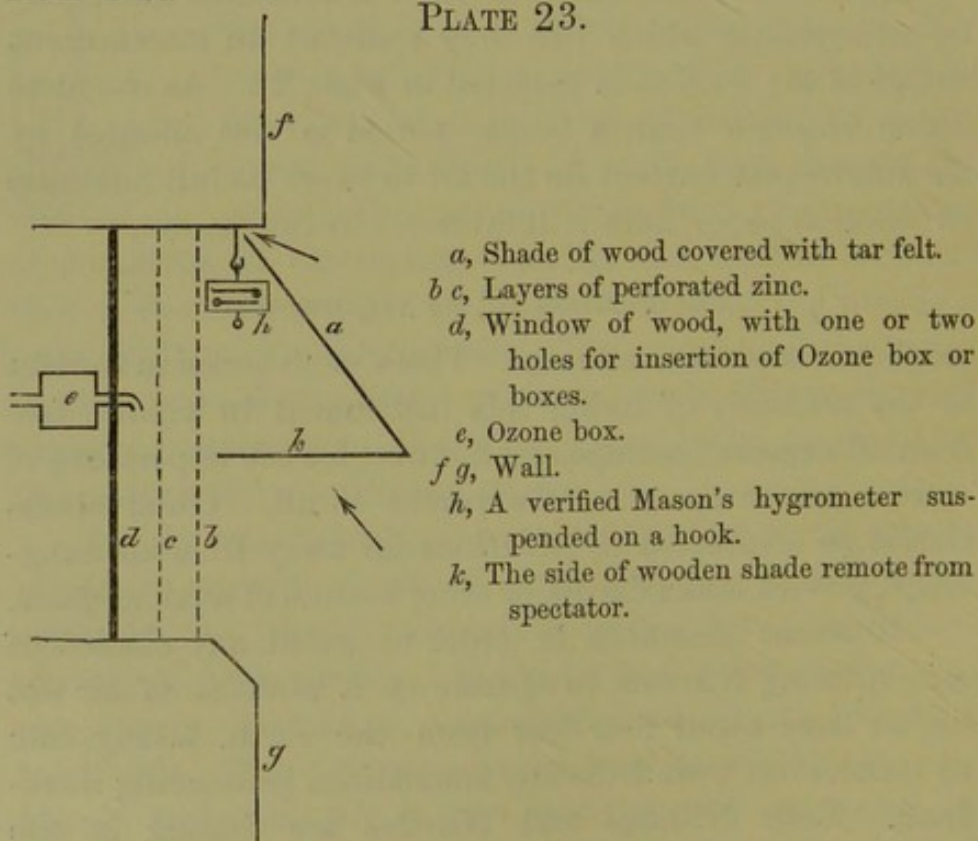 PLATE 23.
f
a, Shade of wood covered with tar felt.
b c, Layers of perforated zinc.
d, Window of wood, with one or two
holes for insertion of Ozone box or
boxes.
e, Ozone box.
f g, Wall.
h, A verified Mason's hygrometer sus-
pended on a hook.
k, The side of wooden shade remote from
spectator.
h
a
e
k
d
c
b
g